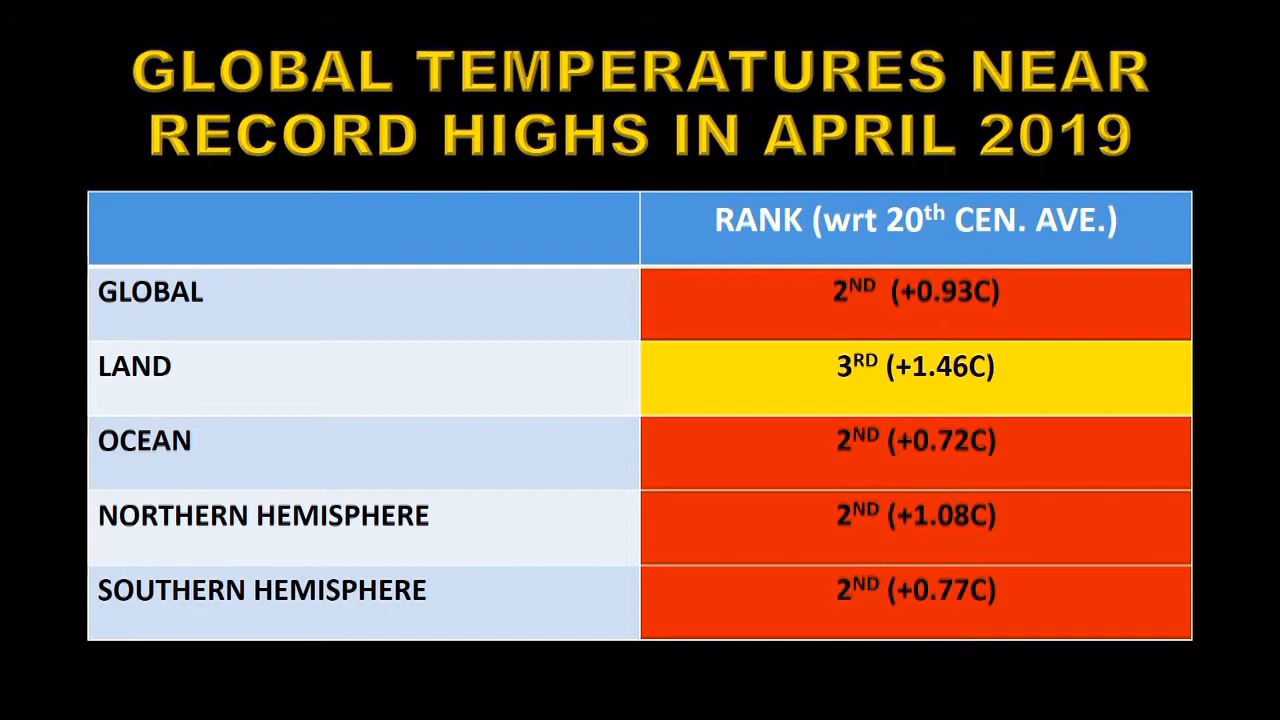 GLOBAL TEMPERATURES NEAR
RECORD HIGHS IN APRIL 2019
RANK (wrt 20th CEN. AVE.)
GLOBAL 2ND (+0.93C)
LAND 3RD (+1.46C)
OCEAN 2ND (+0.72C)
NORTHERN HEMISPHERE 2ND (+1.08C)
SOUTHERN HEMISPHERE 2ND (+0.77C)